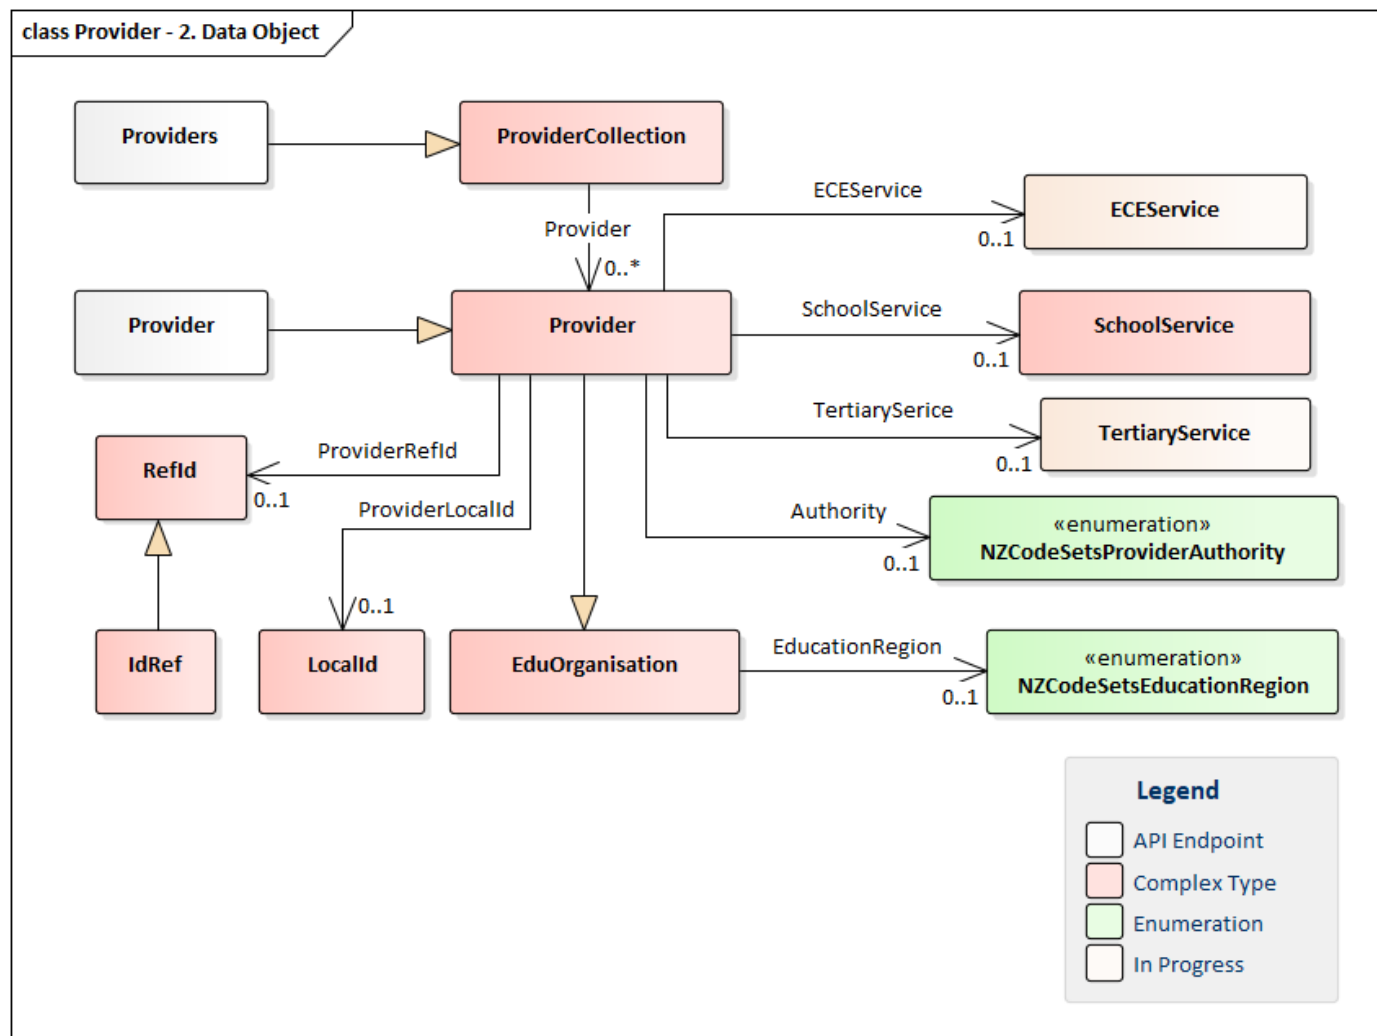 class Provider - 2. Data Object
Providers
ProviderCollection
ECEService
ECEService
0..1
Provider
0..*
Provider
Provider
SchoolService
SchoolService
0..1
TertiarySerice
TertiaryService
0..1
RefId
ProviderRefId
0..1
ProviderLocalId
Authority
«enumeration»
NZCodeSetsProviderAuthority
0..1
0..1
IdRef
LocalId
EduOrganisation
EducationRegion
«enumeration»
NZCodeSetsEducationRegion
0..1
Legend
API Endpoint
Complex Type
Enumeration
In Progress